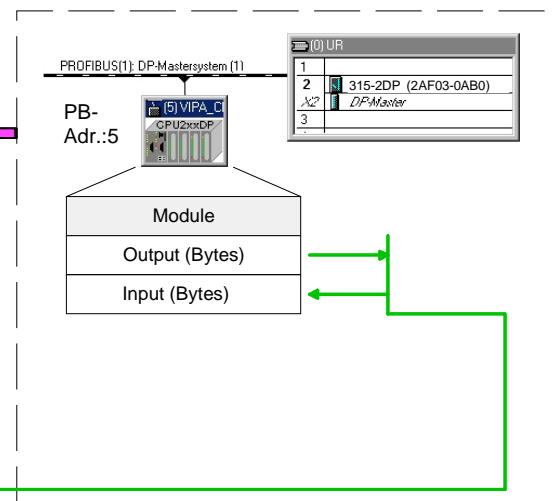 (0) UR
PROFIBUS(1): DP-Mastersystem (1)
1
2 315-2DP (2AF03-0AB0)
X2 DP-Master
3
PB-
Adr.:5
(5) VIPA_
CPU2xxDP
Module
Output (Bytes)
Input (Bytes)